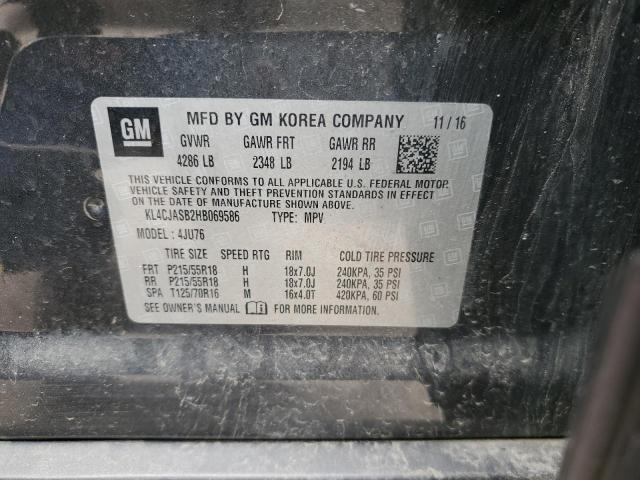 GM
MFD BY GM KOREA COMPANY 11/16
GVWR GAWR FRT GAWR RR
4286 LB 2348 LB 2194 LB
THIS VEHICLE CONFORMS TO ALL APPLICABLE U.S. FEDERAL MOTOR
VEHICLE SAFETY AND THEFT PREVENTION STANDARDS IN EFFECT
ON THE DATE OF MANUFACTURE SHOWN ABOVE.
KL4CJASB2HB069586 TYPE: MPV
MODEL: 4JU76
TIRE SIZE SPEED RTG RIM COLD TIRE PRESSURE
FRT P215/55R18 H 18x7.0J 240KPA, 35 PSI
RR P215/55R18 H 18x7.0J 240KPA, 35 PSI
SPA T125/70R16 M 16x4.0T 420KPA, 60 PSI
SEE OWNER'S MANUAL FOR MORE INFORMATION.